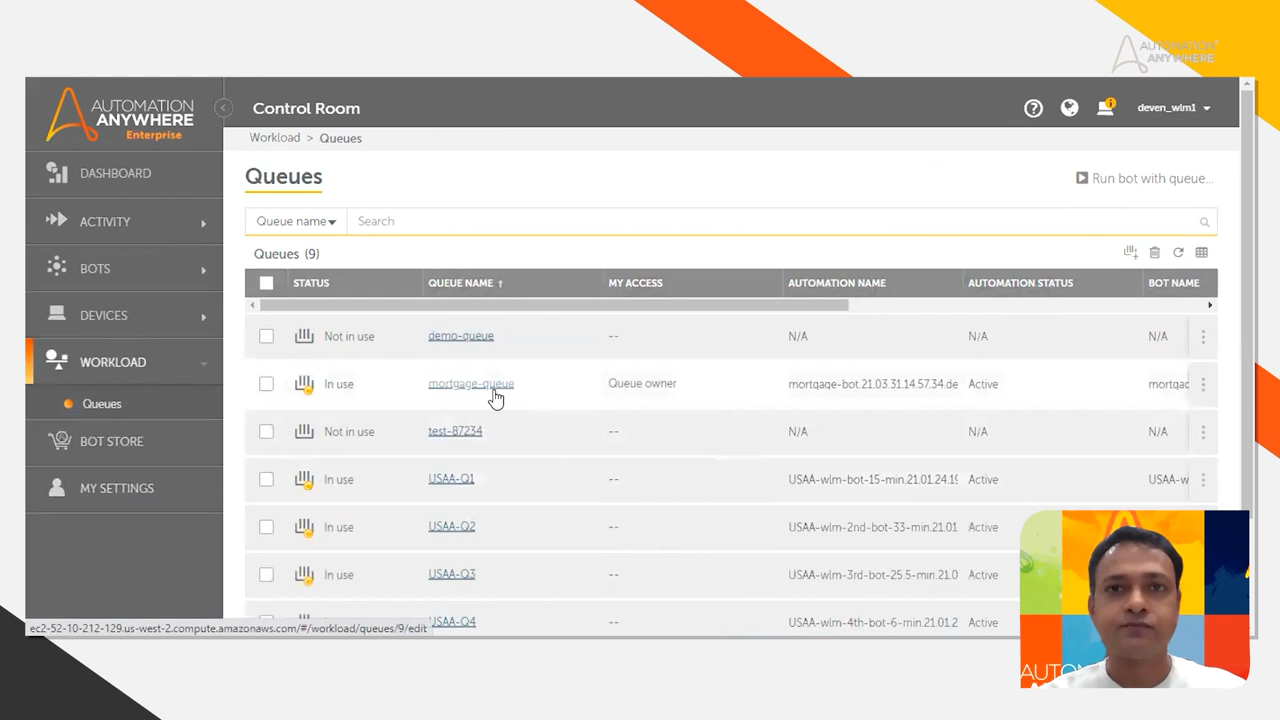 AUTOMATION
ANYWHERE
AUTOMATION
ANYWHERE
Enterprise
Control Room
deven_wlm1
Workload > Queues
DASHBOARD
ACTIVITY
BOTS
DEVICES
WORKLOAD
Queues
BOT STORE
MY SETTINGS
Queues
Run bot with queue...
Queue name Search
Queues (9)
STATUS QUEUE NAME ↑ MY ACCESS AUTOMATION NAME AUTOMATION STATUS BOT NAME
Not in use demo-queue -- N/A N/A N/A
In use mortgage-queue Queue owner mortgage-bot.21.03.31.14.57.34.de Active mortgag
Not in use test-87234 -- N/A N/A N/A
In use USAA-Q1 -- USAA-wlm-bot-15-min.21.01.24.19 Active USAA-w
In use USAA-Q2 -- USAA-wlm-2nd-bot-33-min.21.01 Active
In use USAA-Q3 -- USAA-wlm-3rd-bot-25.5-min.21.01 Active
USAA-Q4 -- USAA-wlm-4th-bot-6-min.21.01.2 Active
ec2-52-10-212-129.us-west-2.compute.amazonaws.com/#/workload/queues/9/edit